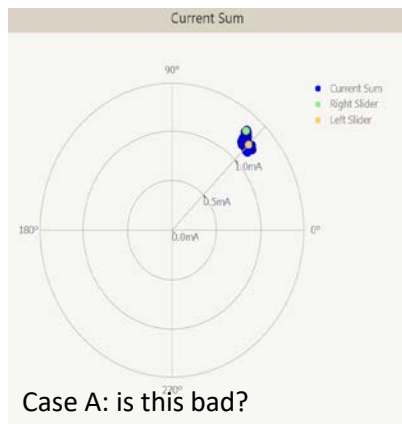 Current Sum
90°
Current Sum
Right Slider
Left Slider
1.0mA
0.5mA
180°
0°
0.0mA
270°
Case A: is this bad?